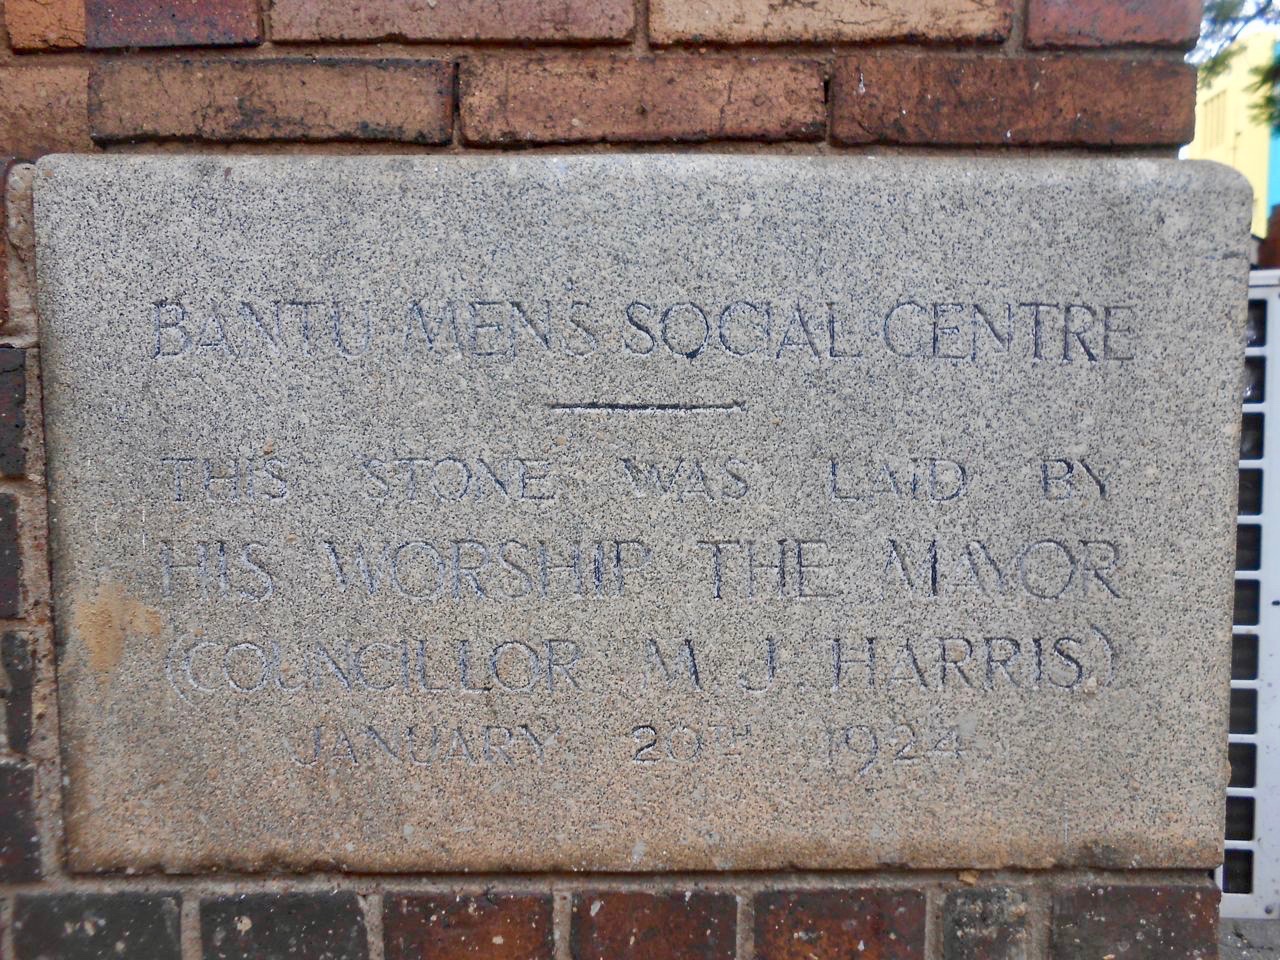 BANTU MENS SOCIAL CENTRE
THIS STONE WAS LAID BY
HIS WORSHIP THE MAYOR
(COUNCILLOR M. J. HARRIS)
JANUARY 20TH 1924